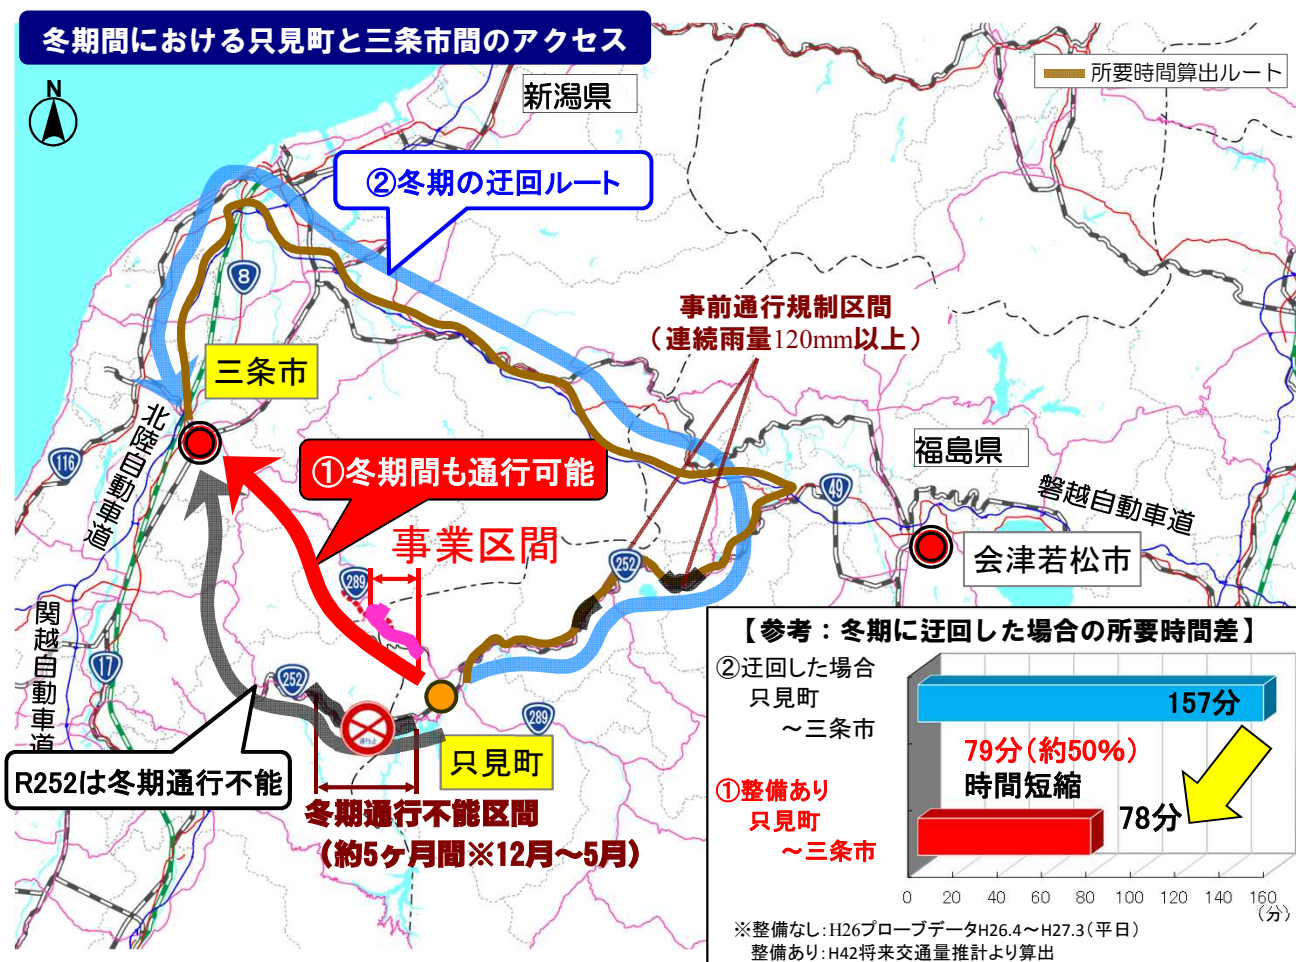 冬期間における只見町と三条市間のアクセス
N
新潟県
所要時間算出ルート
②冬期の迂回ルート
8
事前通行規制区間
（連続雨量120mm以上）
三条市
北陸自動車道
116
①冬期間も通行可能
福島県
49
磐越自動車道
事業区間
289
252
会津若松市
関越自動車道
17
252
289
只見町
R252は冬期通行不能
通行止
冬期通行不能区間
（約5ヶ月間※12月～5月）
【参考：冬期に迂回した場合の所要時間差】
②迂回した場合
只見町
～三条市
157分
79分（約50%）
時間短縮
①整備あり
只見町
～三条市
78分
0 20 40 60 80 100 120 140 160
（分）
※整備なし：H26プローブデータH26.4～H27.3（平日）
整備あり：H42将来交通量推計より算出